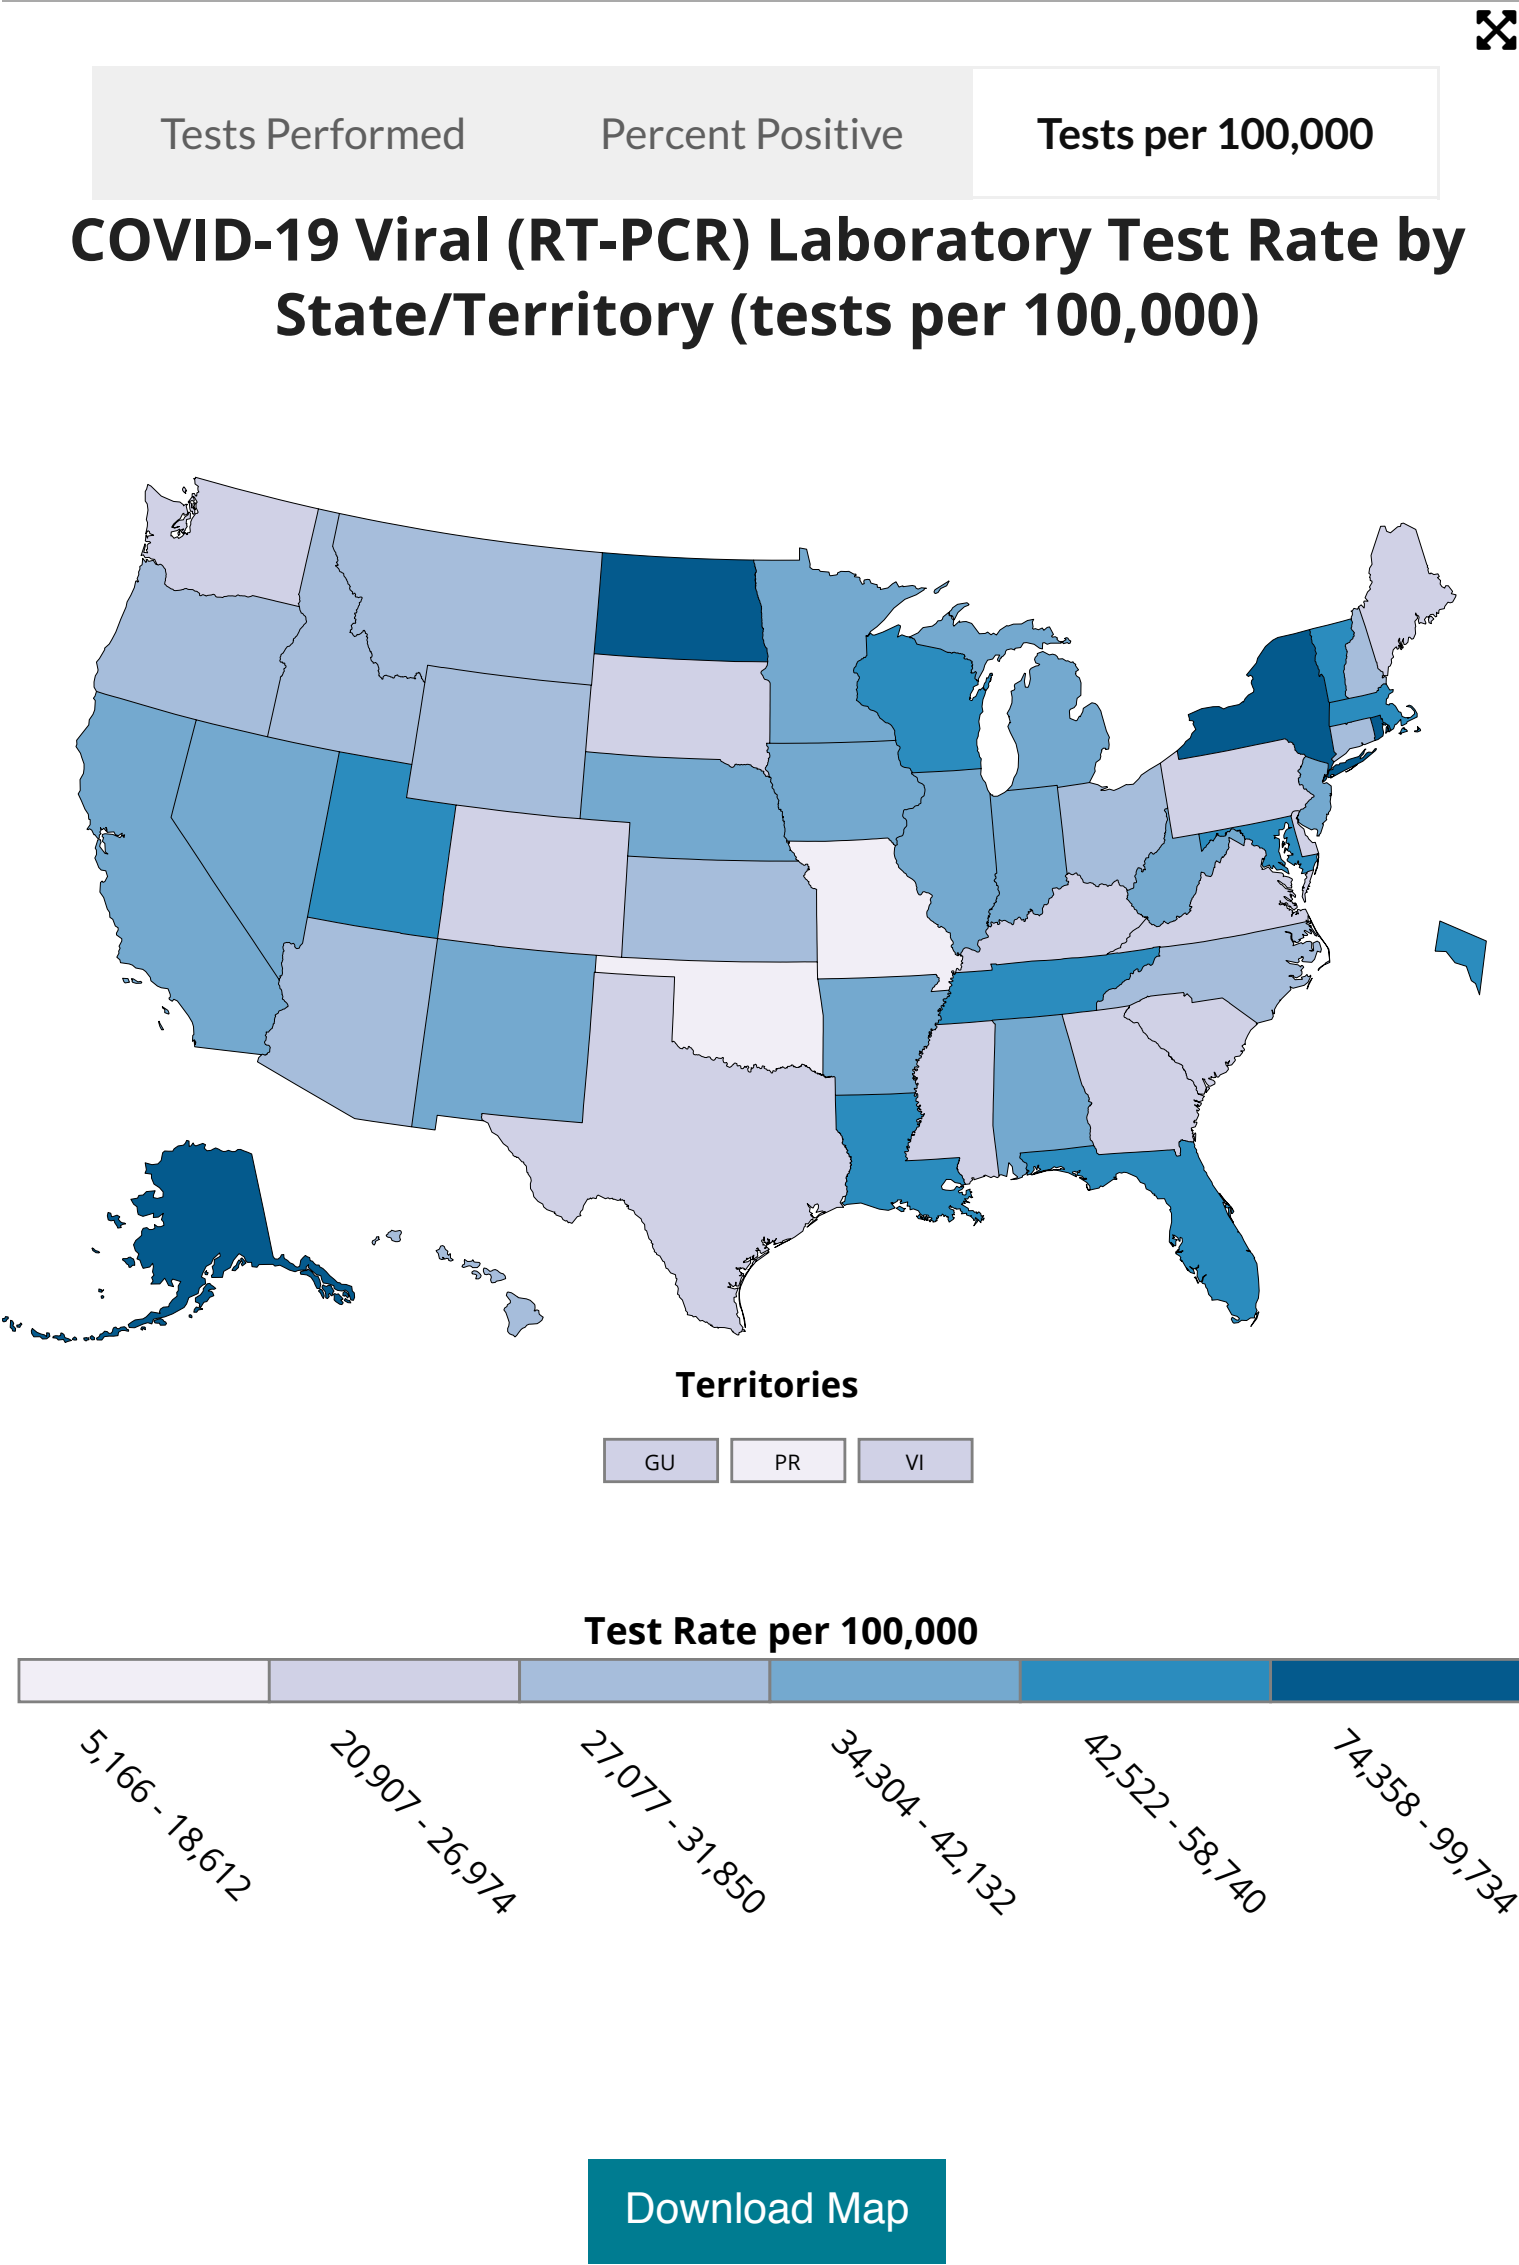 Tests Performed Percent Positive Tests per 100,000
COVID-19 Viral (RT-PCR) Laboratory Test Rate by
State/Territory (tests per 100,000)
Territories
GU PR VI
Test Rate per 100,000
5,166 - 18,612
20,907 - 26,974
27,077 - 31,850
34,304 - 42,132
42,522 - 58,740
74,358 - 99,734
Download Map